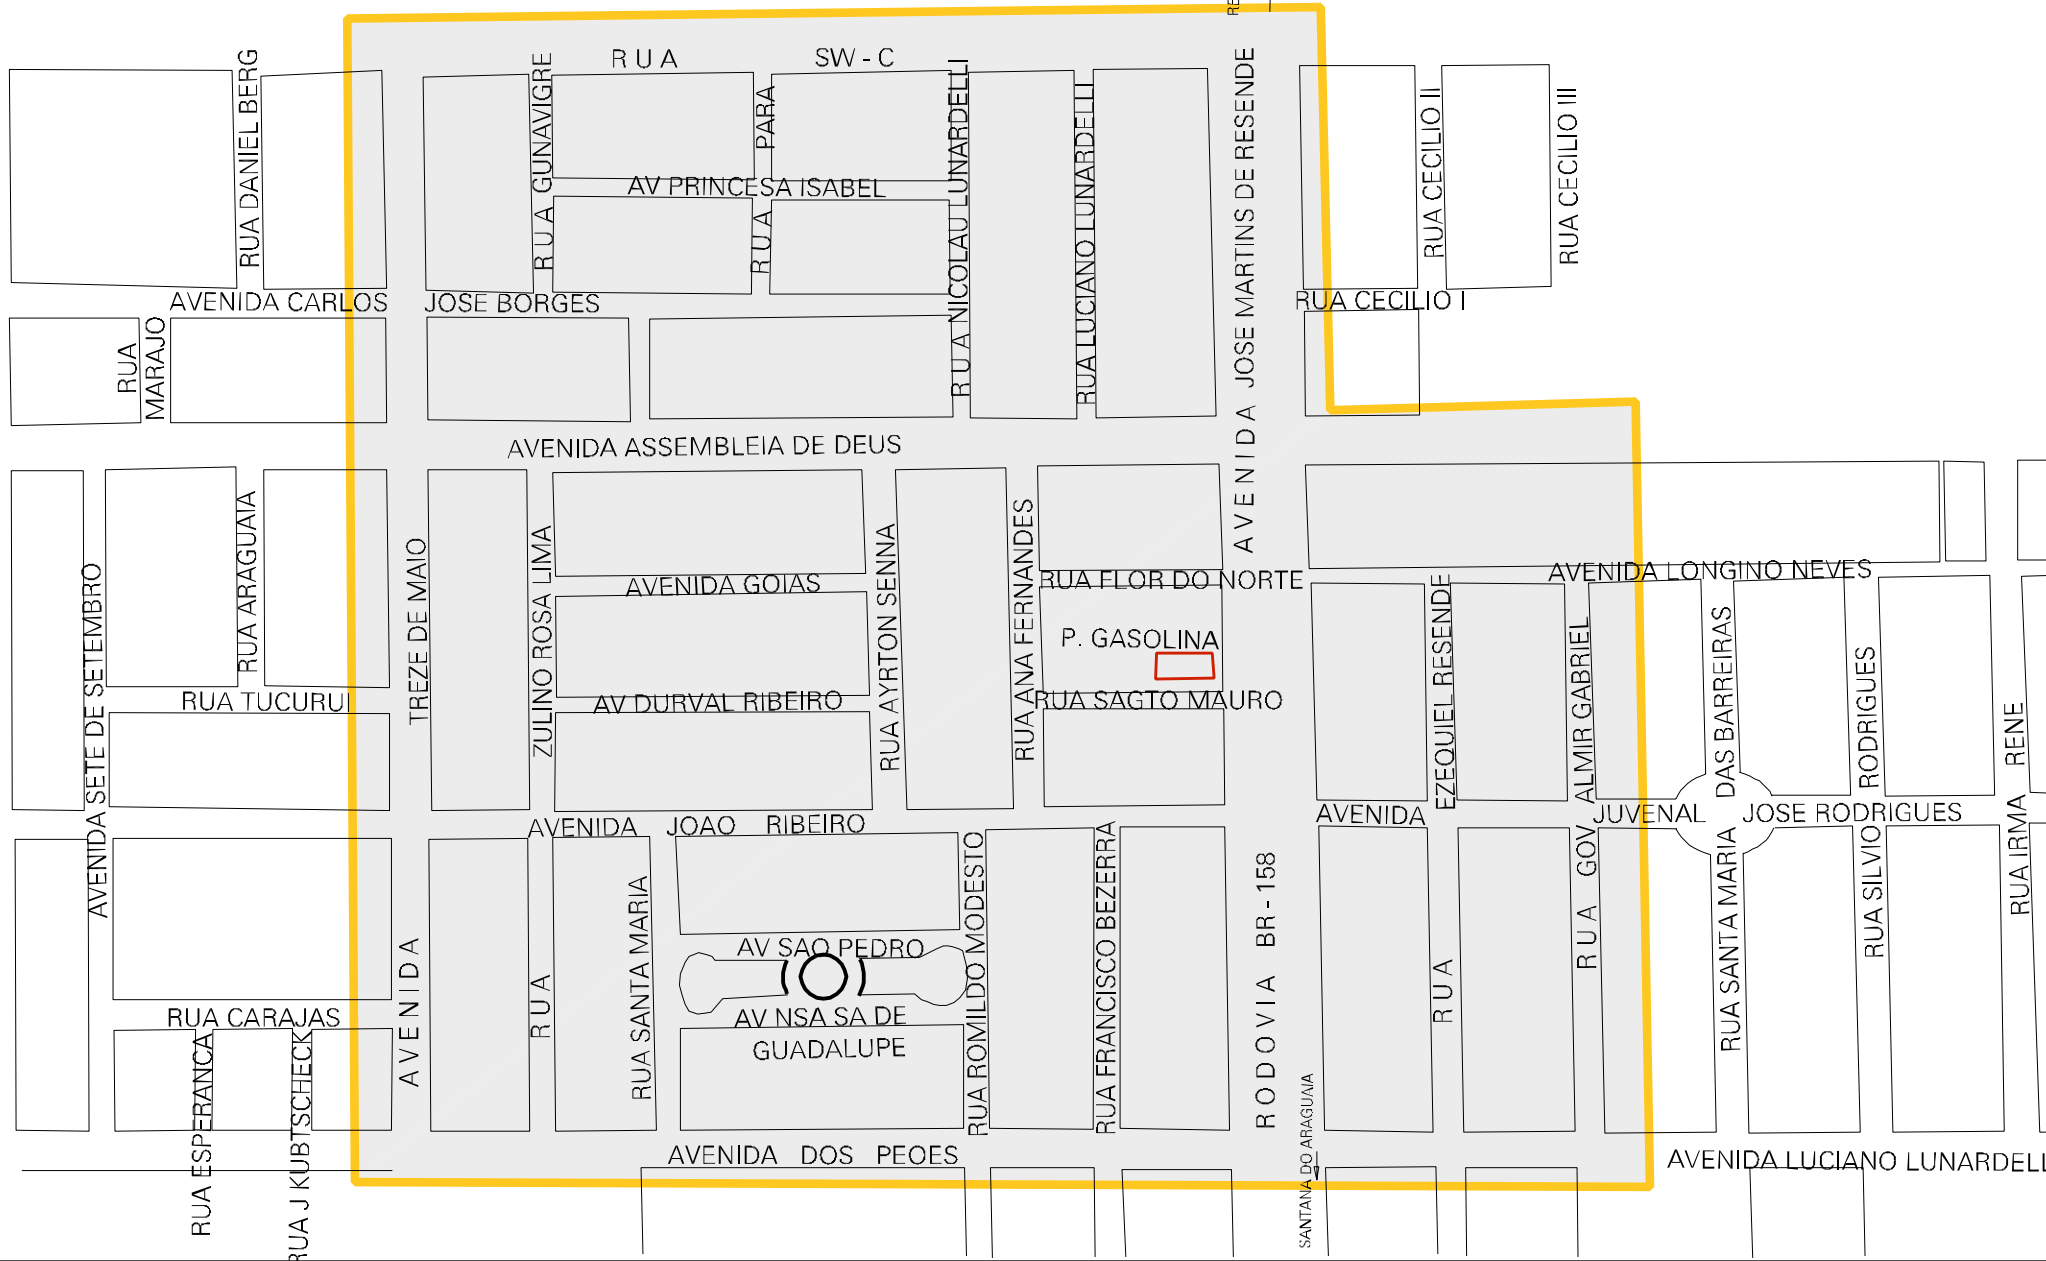 RE
RUA SW - C
RUA DANIEL BERG
RUA GUNAVIGRE
RUA PARA
RUA NICOLAU LUNARDELLI
RUA LUCIANO LUNARDELLI
AVENIDA JOSE MARTINS DE RESENDE
RUA CECILIO II
RUA CECILIO III
AV PRINCESA ISABEL
AVENIDA CARLOS JOSE BORGES
RUA CECILIO I
RUA
MARAJO
AVENIDA ASSEMBLEIA DE DEUS
AVENIDA SETE DE SETEMBRO
RUA ARAGUAIA
AVENIDA TREZE DE MAIO
RUA ZULINO ROSA LIMA
AVENIDA GOIAS
RUA AYRTON SENNA
RUA ANA FERNANDES
RUA FLOR DO NORTE
AVENIDA LONGINO NEVES
P. GASOLINA
RUA TUCURUI
AV DURVAL RIBEIRO
RUA SAGTO MAURO
RUA EZEQUIEL RESENDE
RUA GOV ALMIR GABRIEL
RUA SANTA MARIA DAS BARREIRAS
RUA SILVIO RODRIGUES
RUA IRMA RENE
AVENIDA JOAO RIBEIRO
AVENIDA JUVENAL JOSE RODRIGUES
RUA SANTA MARIA
RUA ROMILDO MODESTO
RUA FRANCISCO BEZERRA
RODOVIA BR - 158
AV SAO PEDRO
AV NSA SA DE
GUADALUPE
RUA CARAJAS
RUA ESPERANCA
RUA J KUBTSCHECK
SANTANA DO ARAGUAIA
AVENIDA DOS PEOES
AVENIDA LUCIANO LUNARDELL